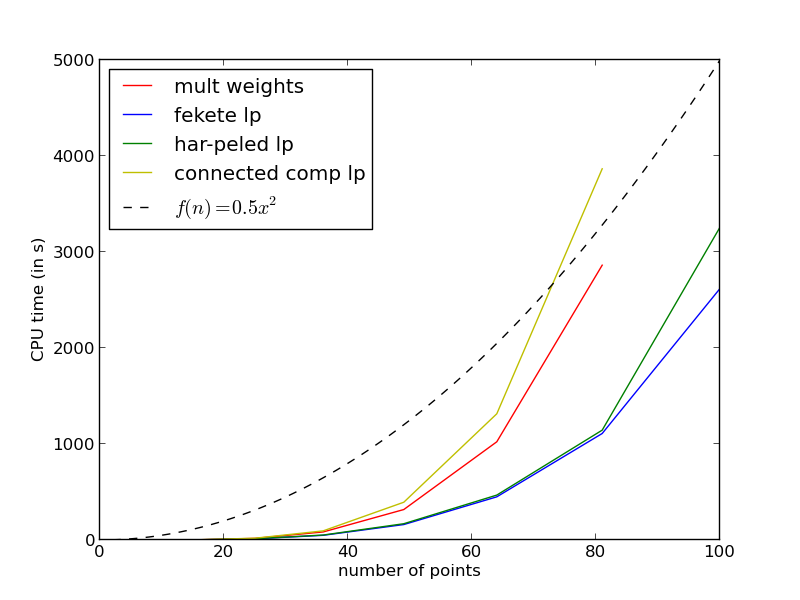 5000
4000
3000
2000
1000
0
CPU time (in s)
mult weights
fekete lp
har-peled lp
connected comp lp
f(n)=0.5x²
0 20 40 60 80 100
number of points